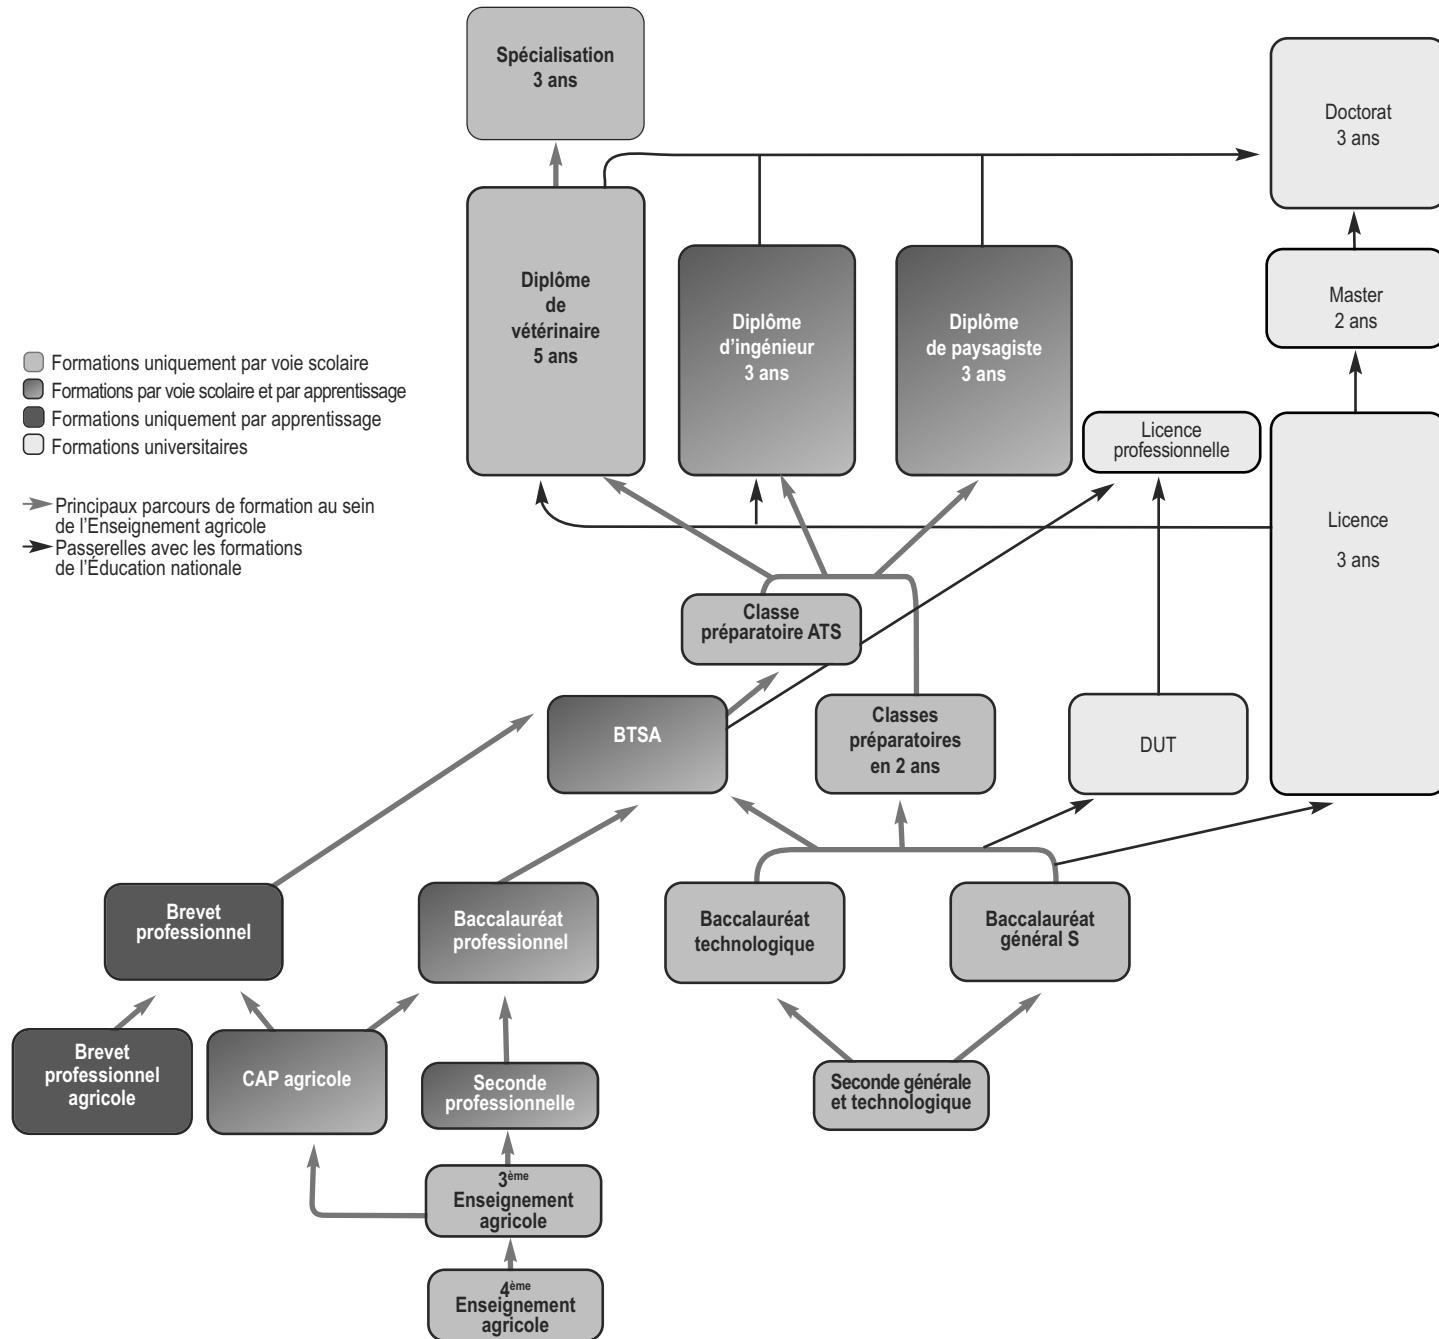 Spécialisation
3 ans
Doctorat
3 ans
Diplôme
de
vétérinaire
5 ans
Diplôme
d'ingénieur
3 ans
Diplôme
de paysagiste
3 ans
Master
2 ans
Formations uniquement par voie scolaire
Formations par voie scolaire et par apprentissage
Formations uniquement par apprentissage
Formations universitaires
Principaux parcours de formation au sein
de l'Enseignement agricole
Passerelles avec les formations
de l'Éducation nationale
Licence
professionnelle
Licence
3 ans
Classe
préparatoire ATS
BTSA
Classes
préparatoires
en 2 ans
DUT
Brevet
professionnel
Baccalauréat
professionnel
Baccalauréat
technologique
Baccalauréat
général S
Brevet
professionnel
agricole
CAP agricole
Seconde
professionnelle
Seconde générale
et technologique
3ème
Enseignement
agricole
4ème
Enseignement
agricole